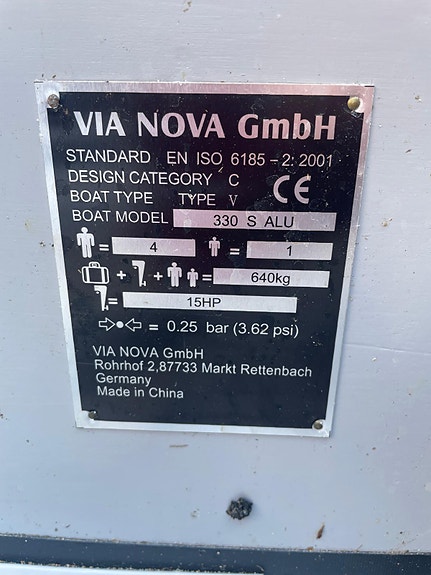 VIA NOVA GmbH
STANDARD EN ISO 6185-2: 2001
DESIGN CATEGORY C CE
BOAT TYPE TYPE V
BOAT MODEL 330 S ALU
= 4 = 1
+ + = 640kg
= 15HP
= 0.25 bar (3.62 psi)
VIA NOVA GmbH
Rohrhof 2,87733 Markt Rettenbach
Germany
Made in China